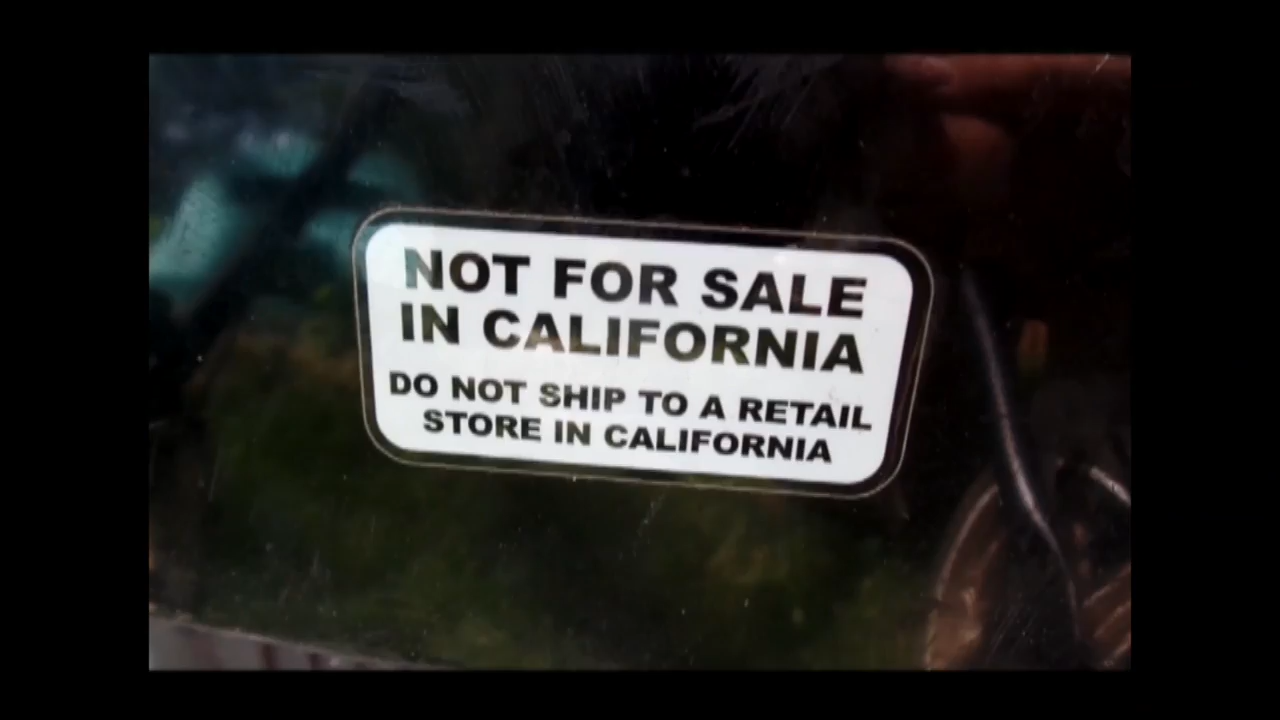 NOT FOR SALE
IN CALIFORNIA
DO NOT SHIP TO A RETAIL
STORE IN CALIFORNIA